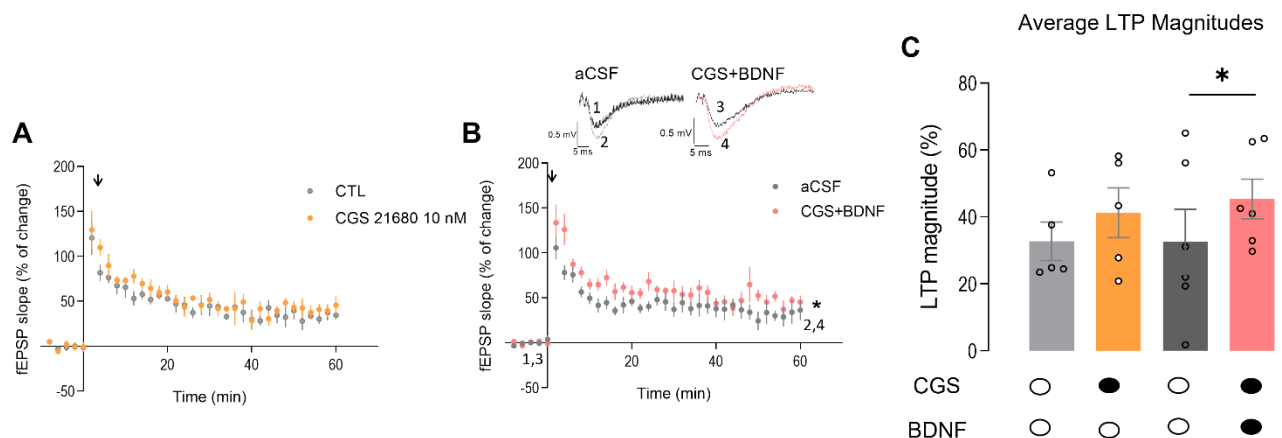 A
200
150
100
50
-50
20
40
60
fEPSP slope (% of change)
Time (min)
CTL
CGS 21680 10 nM
B
aCSF
CGS+BDNF
1
2
0.5 mV
5 ms
3
4
0.5 mV
5 ms
200
150
100
50
-50
20
40
60
fEPSP slope (% of change)
Time (min)
aCSF
CGS+BDNF
1,3
*
2,4
C
Average LTP Magnitudes
80
60
40
20
0
LTP magnitude (%)
*
CGS
BDNF